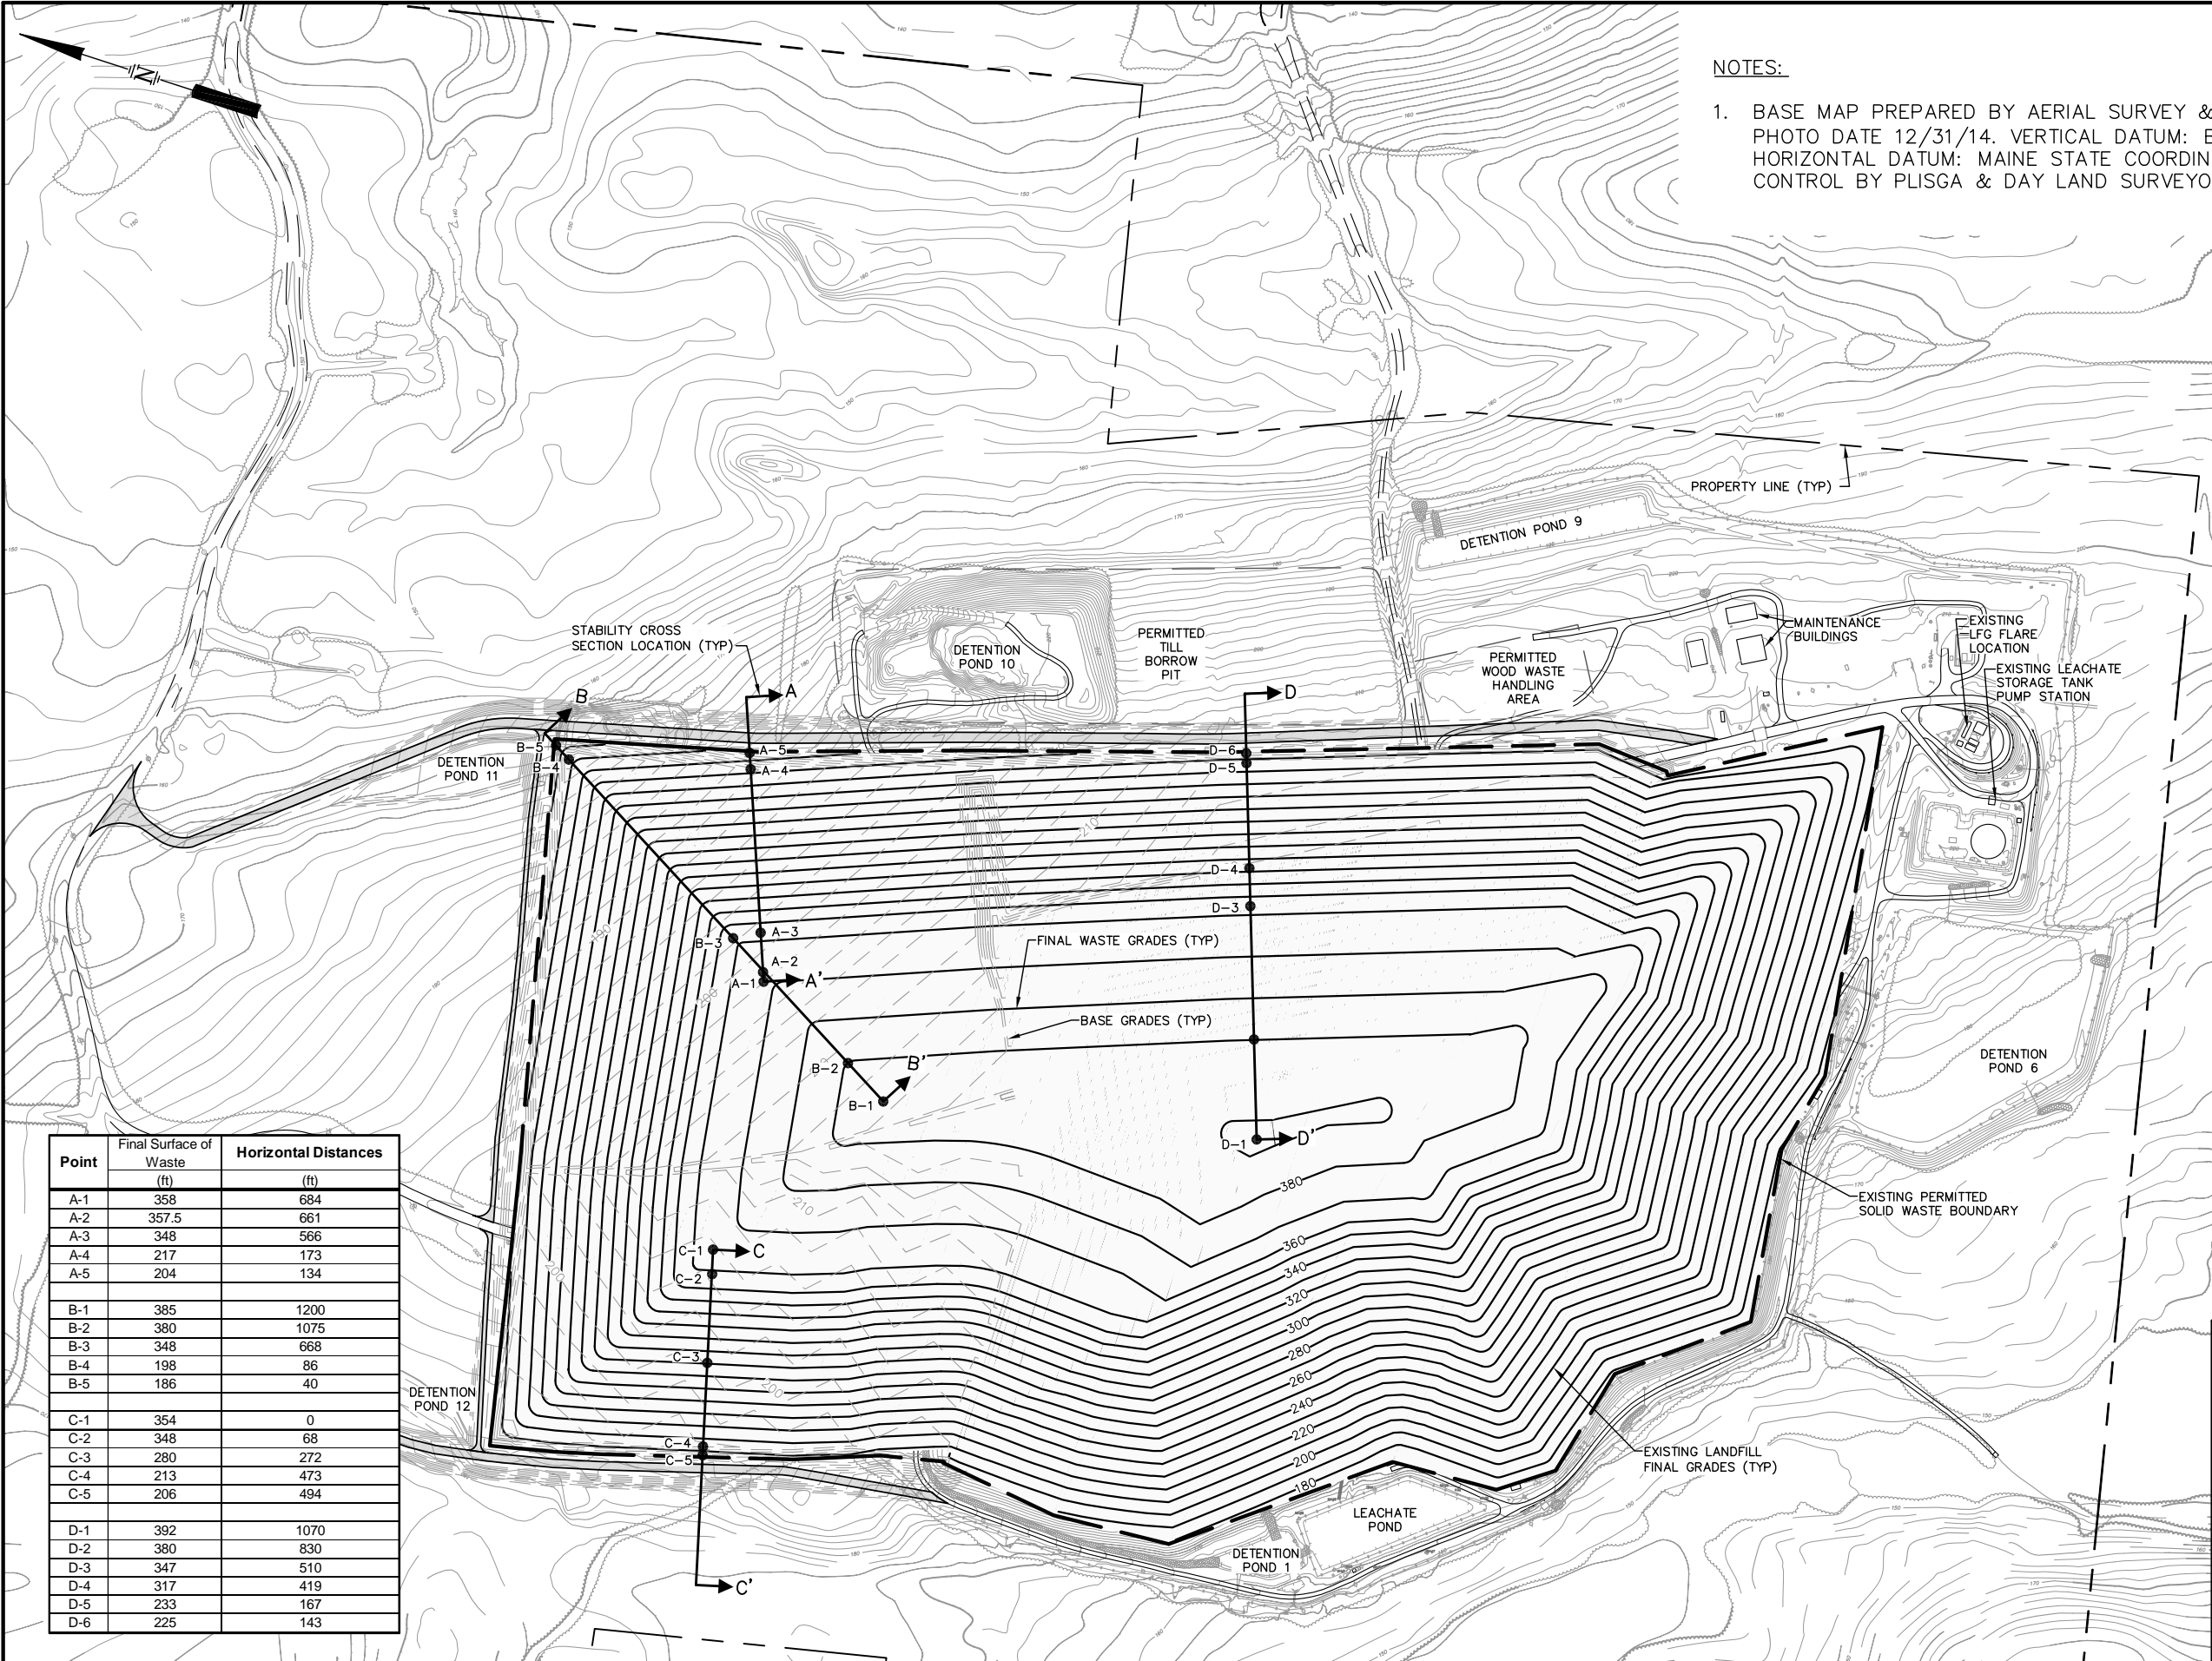 N
NOTES:
1. BASE MAP PREPARED BY AERIAL SURVEY &
PHOTO DATE 12/31/14. VERTICAL DATUM:
HORIZONTAL DATUM: MAINE STATE
CONTROL BY PLISGA & DAY LAND
PROPERTY LINE (TYP)
DETENTION POND 9
STABILITY CROSS
SECTION LOCATION (TYP)
DETENTION
POND 10
PERMITTED
TILL
BORROW
PIT
PERMITTED
WOOD WASTE
HANDLING
AREA
MAINTENANCE
BUILDINGS
EXISTING
LFG FLARE
LOCATION
EXISTING LEACHATE
STORAGE TANK
PUMP STATION
B
A
D
B-5
B-4
A-5
A-4
D-6
D-5
DETENTION
POND 11
210
190
D-4
D-3
A-3
B-3
A-2
A-1
A'
FINAL WASTE GRADES (TYP)
BASE GRADES (TYP)
200
B-2
B'
B-1
D-1
D'
DETENTION
POND 6
EXISTING PERMITTED
SOLID WASTE BOUNDARY
210
380
360
340
320
300
280
260
240
220
200
180
C-1
C
C-2
C-3
200
200
C-4
C-5
C'
DETENTION
POND 12
EXISTING LANDFILL
FINAL GRADES (TYP)
LEACHATE
POND
DETENTION
POND 1
Point Final Surface of Waste Horizontal Distances
(ft) (ft)
A-1 358 684
A-2 357.5 661
A-3 348 566
A-4 217 173
A-5 204 134
B-1 385 1200
B-2 380 1075
B-3 348 668
B-4 198 86
B-5 186 40
C-1 354 0
C-2 348 68
C-3 280 272
C-4 213 473
C-5 206 494
D-1 392 1070
D-2 380 830
D-3 347 510
D-4 317 419
D-5 233 167
D-6 225 143